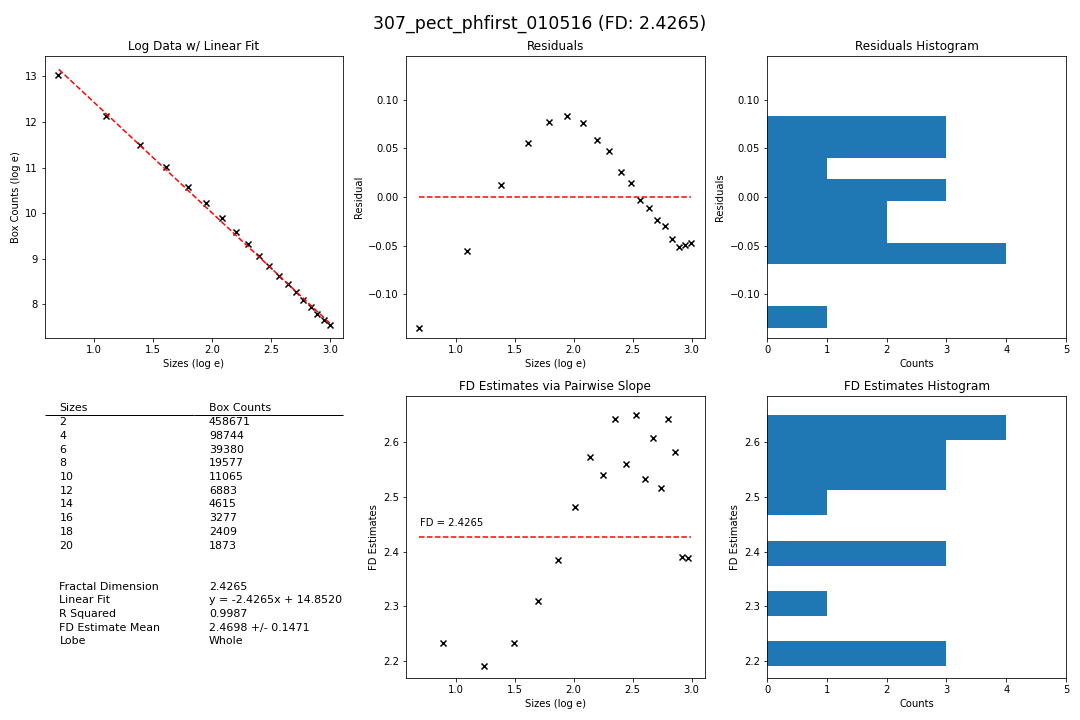 307_pect_phfirst_010516 (FD: 2.4265)
Log Data w/ Linear Fit
13
12
11
10
9
8
Box Counts (log e)
1.0 1.5 2.0 2.5 3.0
Sizes (log e)
Residuals
0.10
0.05
0.00
−0.05
−0.10
Residual
1.0 1.5 2.0 2.5 3.0
Sizes (log e)
Residuals Histogram
0.10
0.05
0.00
−0.05
−0.10
Residuals
0 1 2 3 4 5
Counts
Sizes Box Counts
2 458671
4 98744
6 39380
8 19577
10 11065
12 6883
14 4615
16 3277
18 2409
20 1873
Fractal Dimension 2.4265
Linear Fit y = -2.4265x + 14.8520
R Squared 0.9987
FD Estimate Mean 2.4698 +/- 0.1471
Lobe Whole
FD Estimates via Pairwise Slope
2.6
2.5
2.4
2.3
2.2
FD Estimates
FD = 2.4265
1.0 1.5 2.0 2.5 3.0
Sizes (log e)
FD Estimates Histogram
2.6
2.5
2.4
2.3
2.2
FD Estimates
0 1 2 3 4 5
Counts